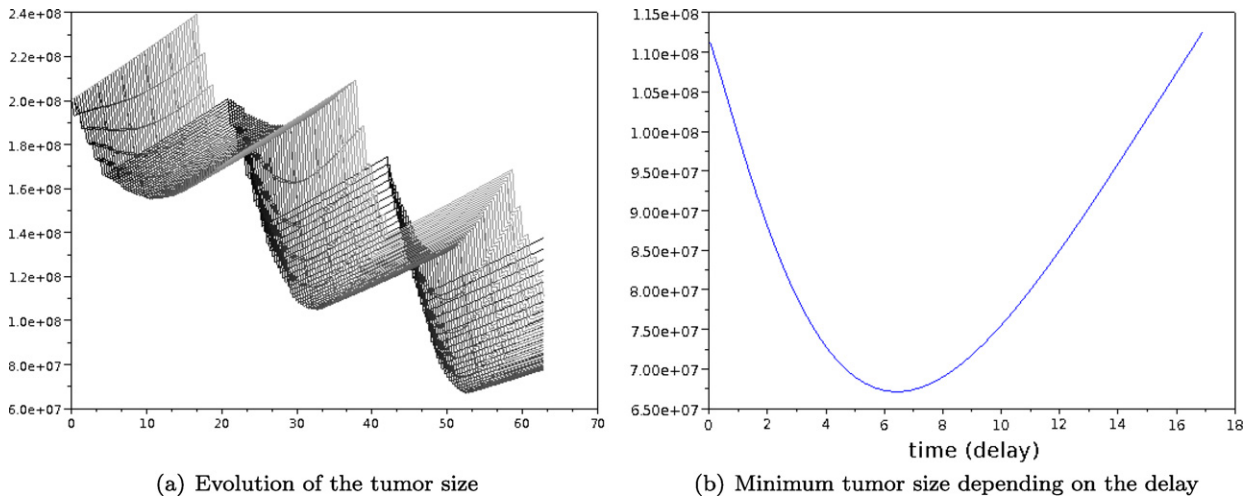 2.4e+08
2.2e+08
2.0e+08
1.8e+08
1.6e+08
1.4e+08
1.2e+08
1.0e+08
8.0e+07
6.0e+07
0 10 20 30 40 50 60 70
(a) Evolution of the tumor size
1.15e+08
1.10e+08
1.05e+08
1.00e+08
9.50e+07
9.00e+07
8.50e+07
8.00e+07
7.50e+07
7.00e+07
6.50e+07
0 2 4 6 8 10 12 14 16 18
time (delay)
(b) Minimum tumor size depending on the delay